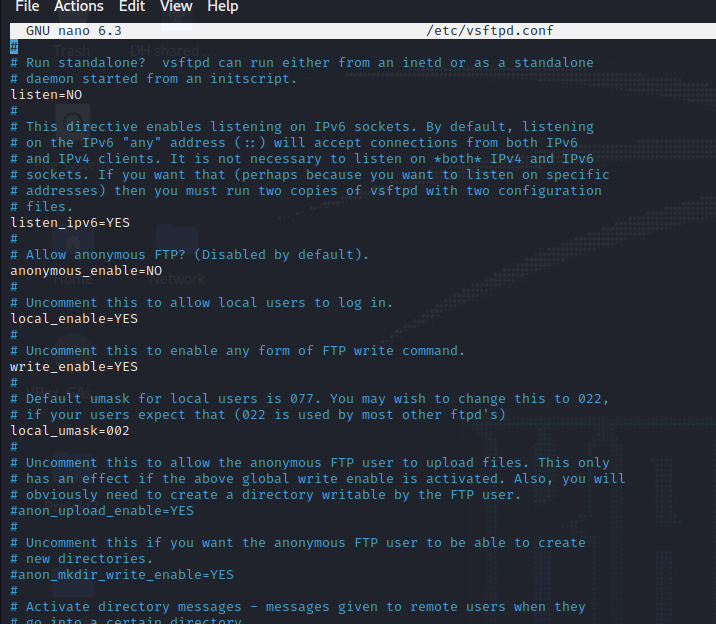 File Actions Edit View Help
GNU nano 6.3 /etc/vsftpd.conf
#
# Run standalone?  vsftpd can run either from an inetd or as a standalone
# daemon started from an initscript.
listen=NO
#
# This directive enables listening on IPv6 sockets. By default, listening
# on the IPv6 "any" address (::) will accept connections from both IPv6
# and IPv4 clients. It is not necessary to listen on *both* IPv4 and IPv6
# sockets. If you want that (perhaps because you want to listen on specific
# addresses) then you must run two copies of vsftpd with two configuration
# files.
listen_ipv6=YES
#
# Allow anonymous FTP? (Disabled by default).
anonymous_enable=NO
#
# Uncomment this to allow local users to log in.
local_enable=YES
#
# Uncomment this to enable any form of FTP write command.
write_enable=YES
#
# Default umask for local users is 077. You may wish to change this to 022,
# if your users expect that (022 is used by most other ftpd's)
local_umask=002
#
# Uncomment this to allow the anonymous FTP user to upload files. This only
# has an effect if the above global write enable is activated. Also, you will
# obviously need to create a directory writable by the FTP user.
#anon_upload_enable=YES
#
# Uncomment this if you want the anonymous FTP user to be able to create
# new directories.
#anon_mkdir_write_enable=YES
#
# Activate directory messages - messages given to remote users when they
# go into a certain directory
Trash
DH shared ...
Home
Network